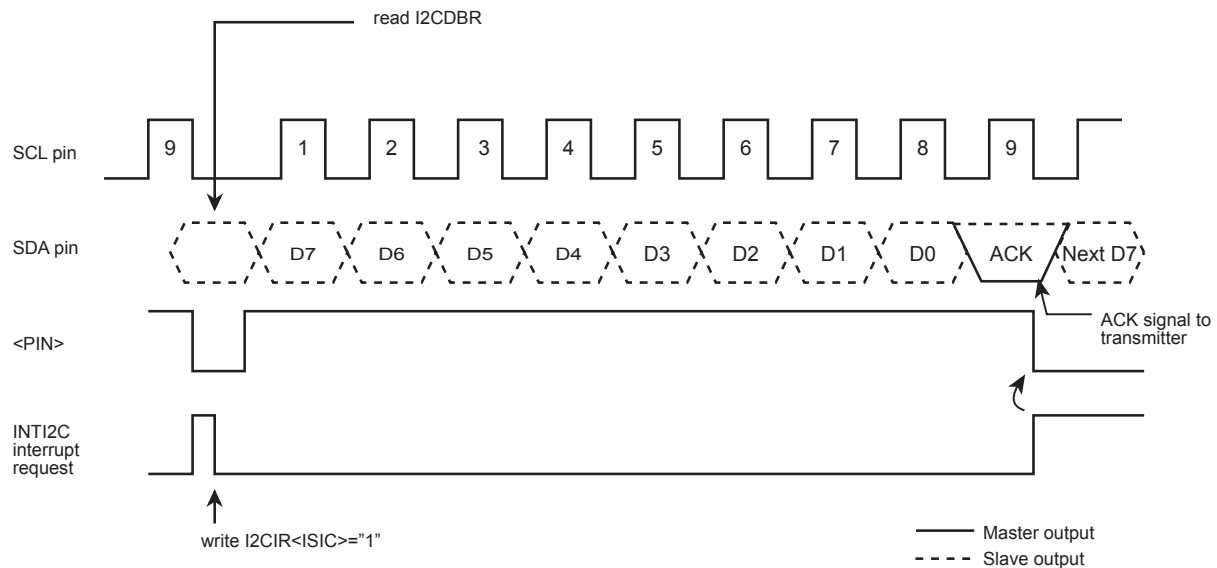 read I2CDBR
SCL pin
9 1 2 3 4 5 6 7 8 9
SDA pin
D7 D6 D5 D4 D3 D2 D1 D0 ACK Next D7
<PIN>
ACK signal to
transmitter
INTI2C
interrupt
request
write I2CIR<ISIC>=”1”
Master output
Slave output